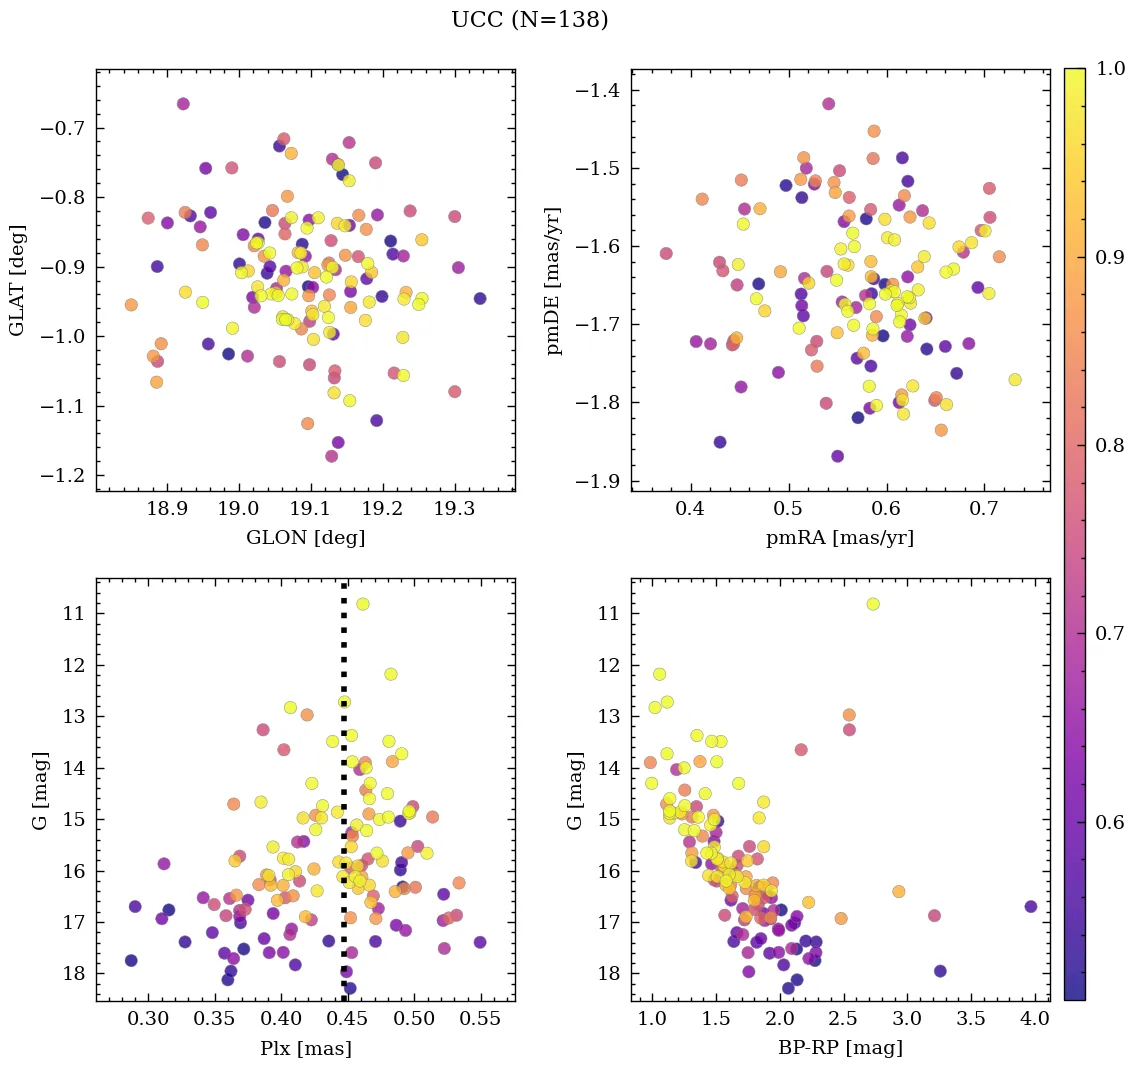 UCC (N=138)
−0.7
−0.8
−0.9
−1.0
−1.1
−1.2
GLAT [deg]
18.9 19.0 19.1 19.2 19.3
GLON [deg]
−1.4
−1.5
−1.6
−1.7
−1.8
−1.9
pmDE [mas/yr]
0.4 0.5 0.6 0.7
pmRA [mas/yr]
1.0
0.9
0.8
0.7
0.6
11
12
13
14
15
16
17
18
G [mag]
0.30 0.35 0.40 0.45 0.50 0.55
Plx [mas]
11
12
13
14
15
16
17
18
G [mag]
1.0 1.5 2.0 2.5 3.0 3.5 4.0
BP-RP [mag]